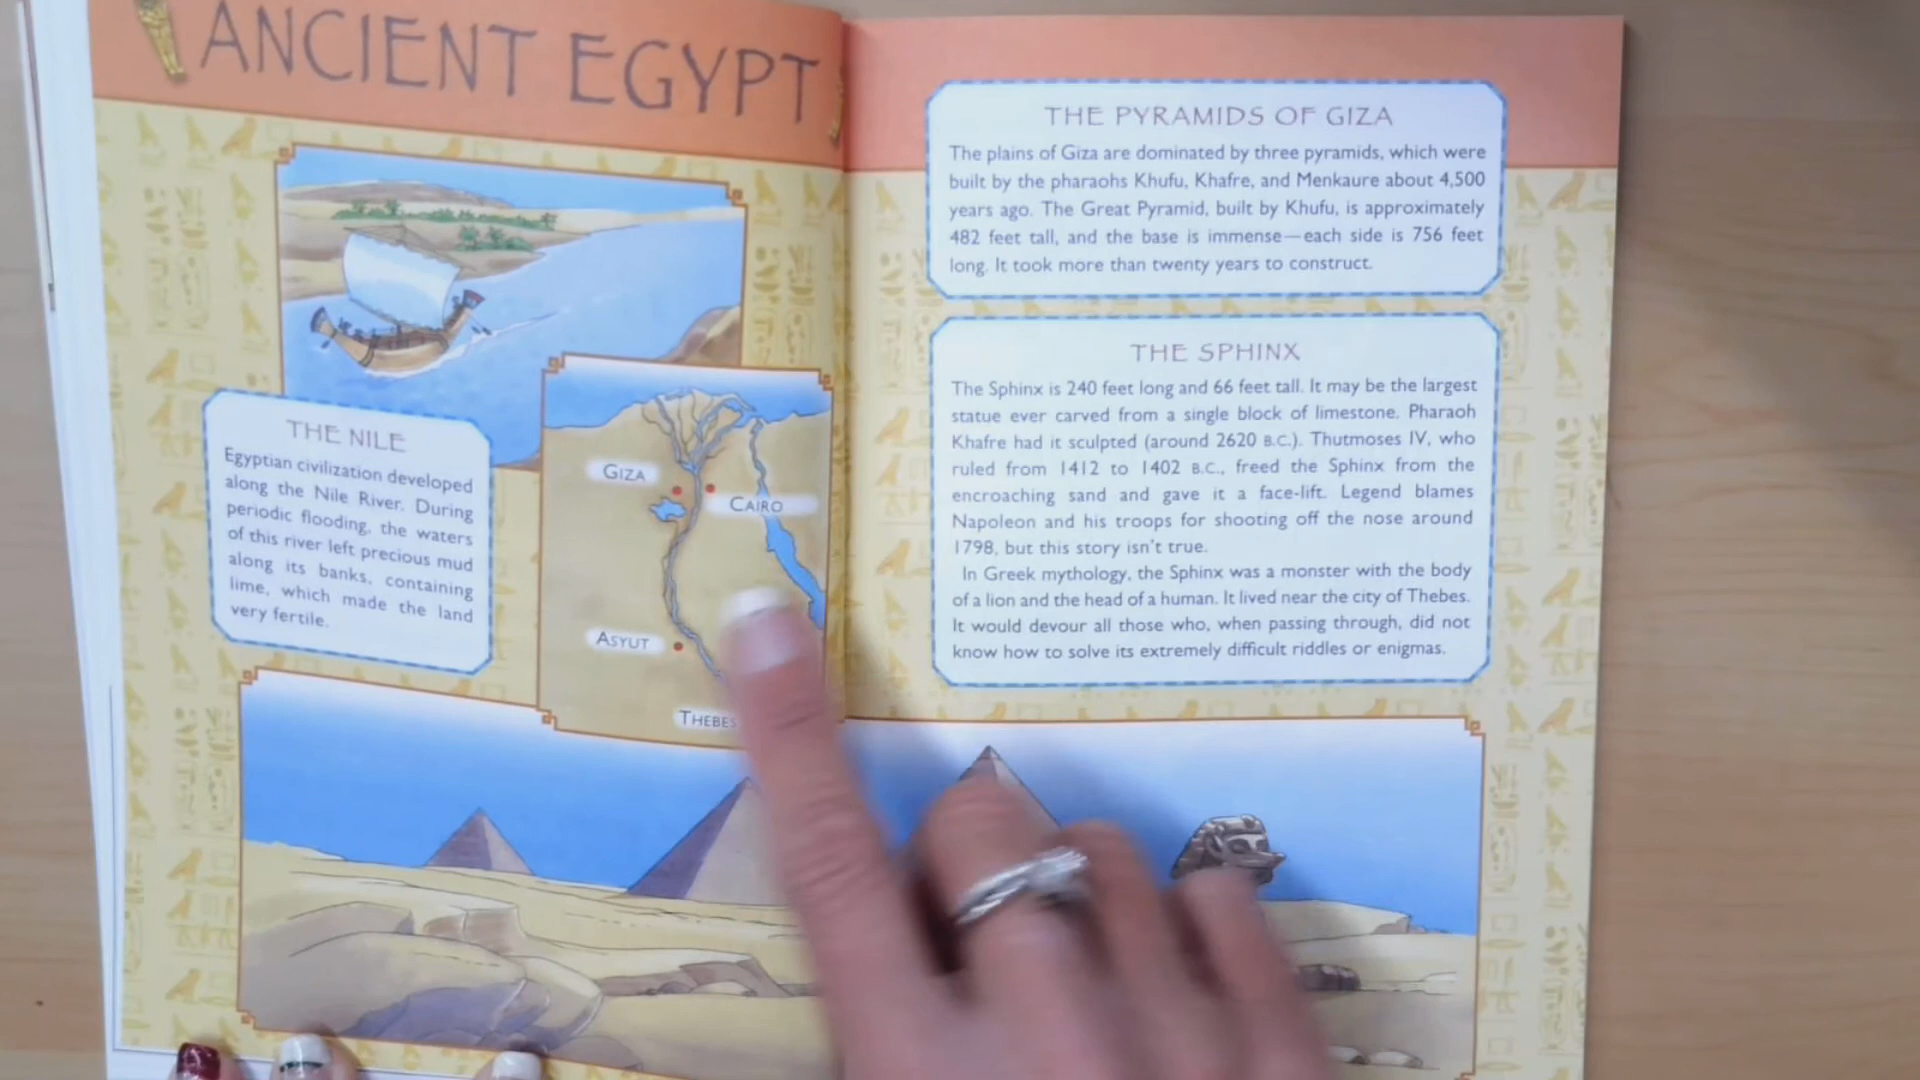 ANCIENT EGYPT
THE NILE
Egyptian civilization developed
along the Nile River. During
periodic flooding, the waters
of this river left precious mud
along its banks, containing
lime, which made the land
very fertile.
GIZA
CAIRO
ASYUT
THEBES
THE PYRAMIDS OF GIZA
The plains of Giza are dominated by three pyramids, which were
built by the pharaohs Khufu, Khafre, and Menkaure about 4,500
years ago. The Great Pyramid, built by Khufu, is approximately
482 feet tall, and the base is immense—each side is 756 feet
long. It took more than twenty years to construct.
THE SPHINX
The Sphinx is 240 feet long and 66 feet tall. It may be the largest
statue ever carved from a single block of limestone. Pharaoh
Khafre had it sculpted (around 2620 B.C.). Thutmoses IV, who
ruled from 1412 to 1402 B.C., freed the Sphinx from the
encroaching sand and gave it a face-lift. Legend blames
Napoleon and his troops for shooting off the nose around
1798, but this story isn't true.
In Greek mythology, the Sphinx was a monster with the body
of a lion and the head of a human. It lived near the city of Thebes.
It would devour all those who, when passing through, did not
know how to solve its extremely difficult riddles or enigmas.